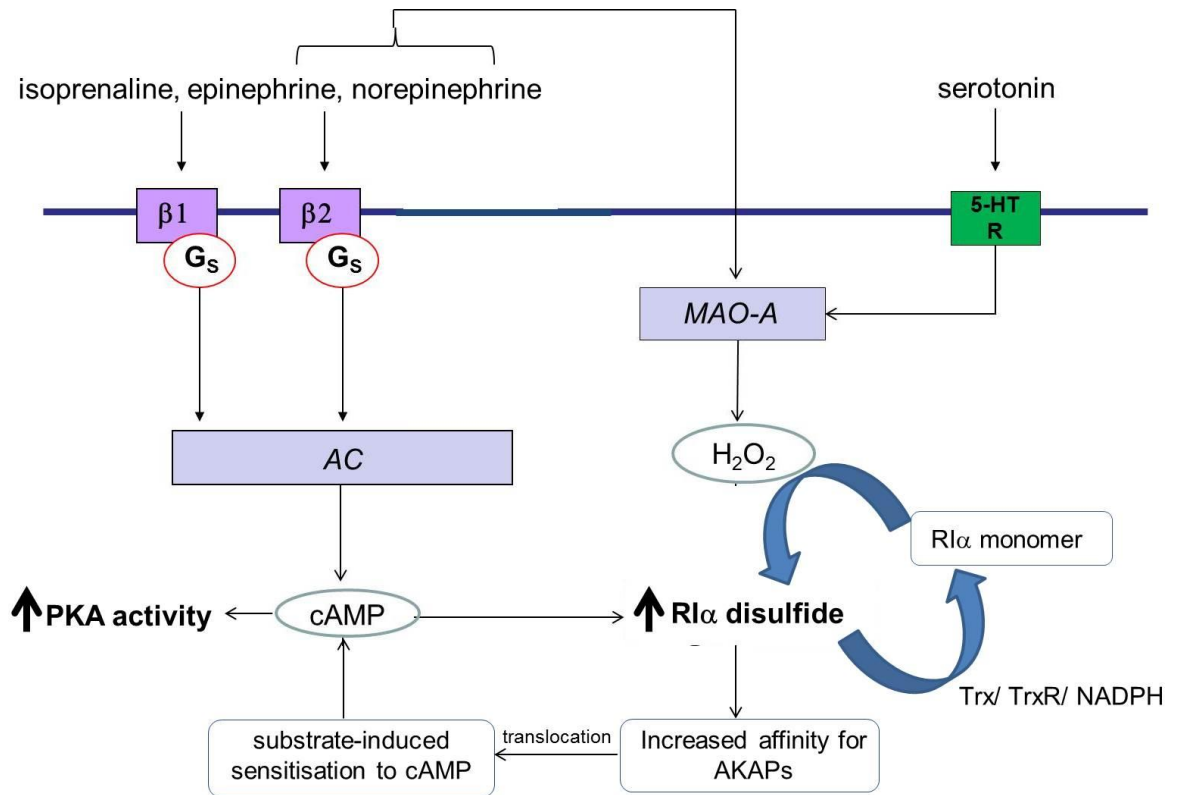 isoprenaline, epinephrine, norepinephrine
serotonin
β1
β2
5-HT
R
Gs
Gs
MAO-A
AC
H₂O₂
RIα monomer
PKA activity
cAMP
RIα disulfide
Trx/ TrxR/ NADPH
substrate-induced
sensitisation to cAMP
translocation
Increased affinity for
AKAPs